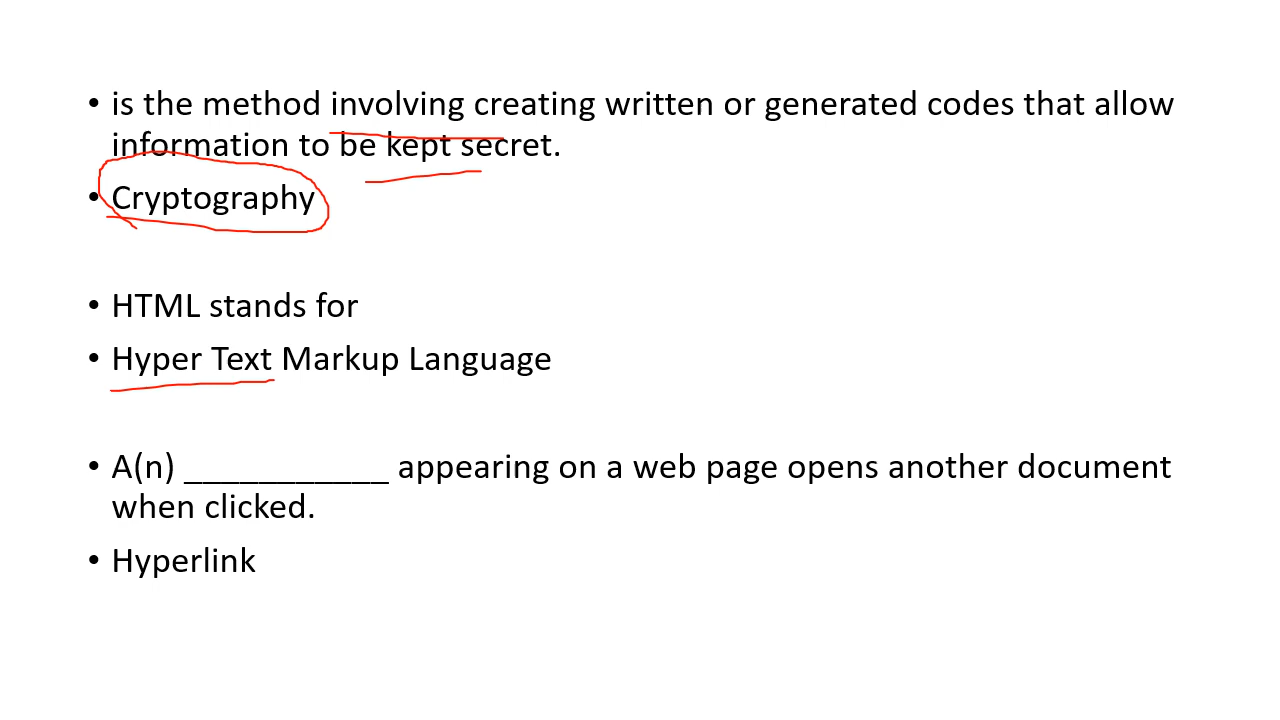 • is the method involving creating written or generated codes that allow
information to be kept secret.
• Cryptography
• HTML stands for
• Hyper Text Markup Language
• A(n) ___________ appearing on a web page opens another document
when clicked.
• Hyperlink